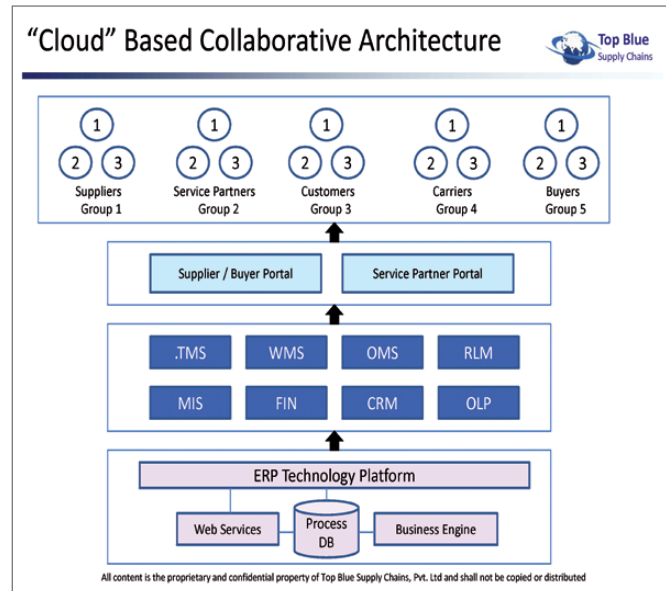 “Cloud” Based Collaborative Architecture
Top Blue
Supply Chains
1 1 1 1 1
2 3 2 3 2 3 2 3 2 3
Suppliers Service Partners Customers Carriers Buyers
Group 1 Group 2 Group 3 Group 4 Group 5
Supplier / Buyer Portal Service Partner Portal
.TMS WMS OMS RLM
MIS FIN CRM OLP
ERP Technology Platform
Web Services Process Business Engine
DB
All content is the proprietary and confidential property of Top Blue Supply Chains, Pvt. Ltd and shall not be copied or distributed